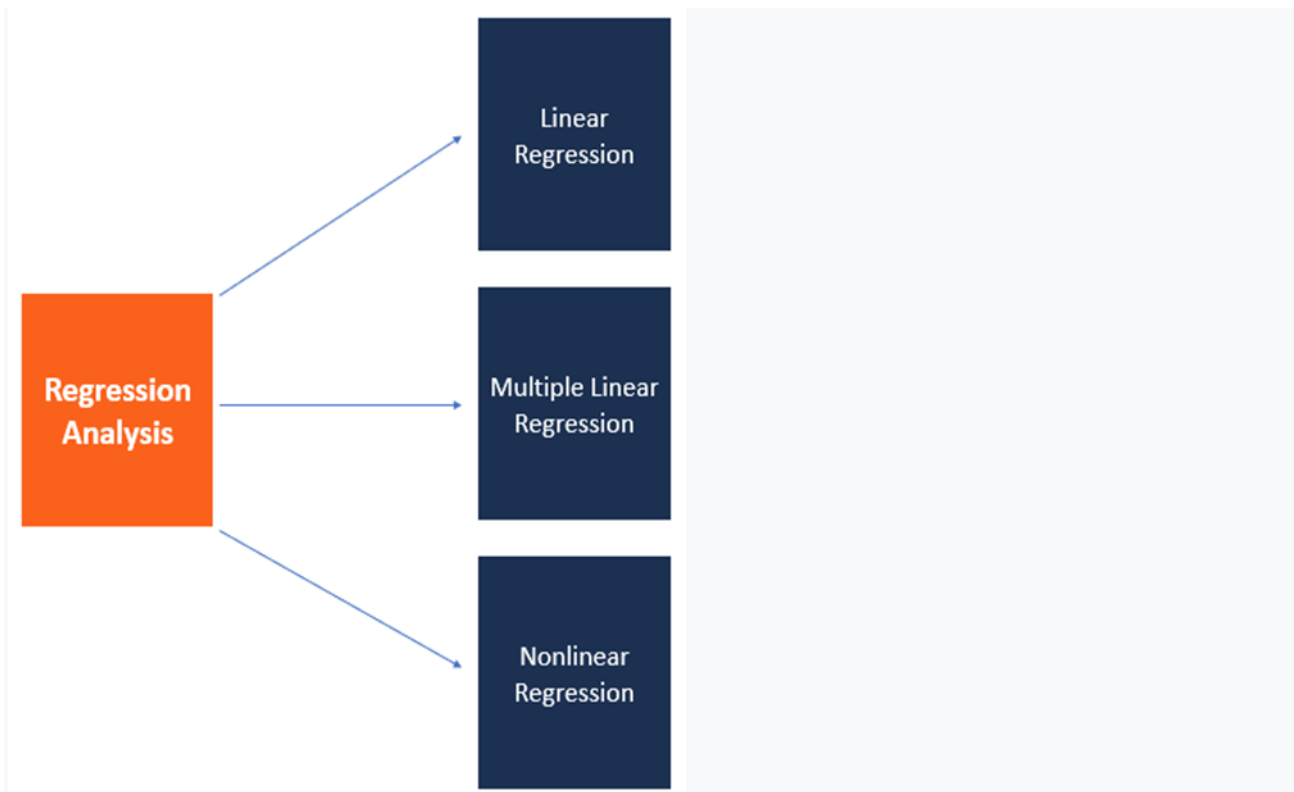 Linear
Regression
Regression
Analysis
Multiple Linear
Regression
Nonlinear
Regression